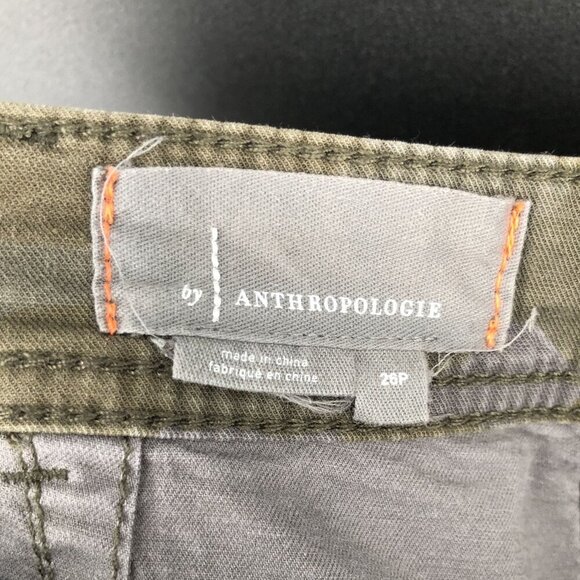 by ANTHROPOLOGIE
made in china
fabriqué en chine
26P